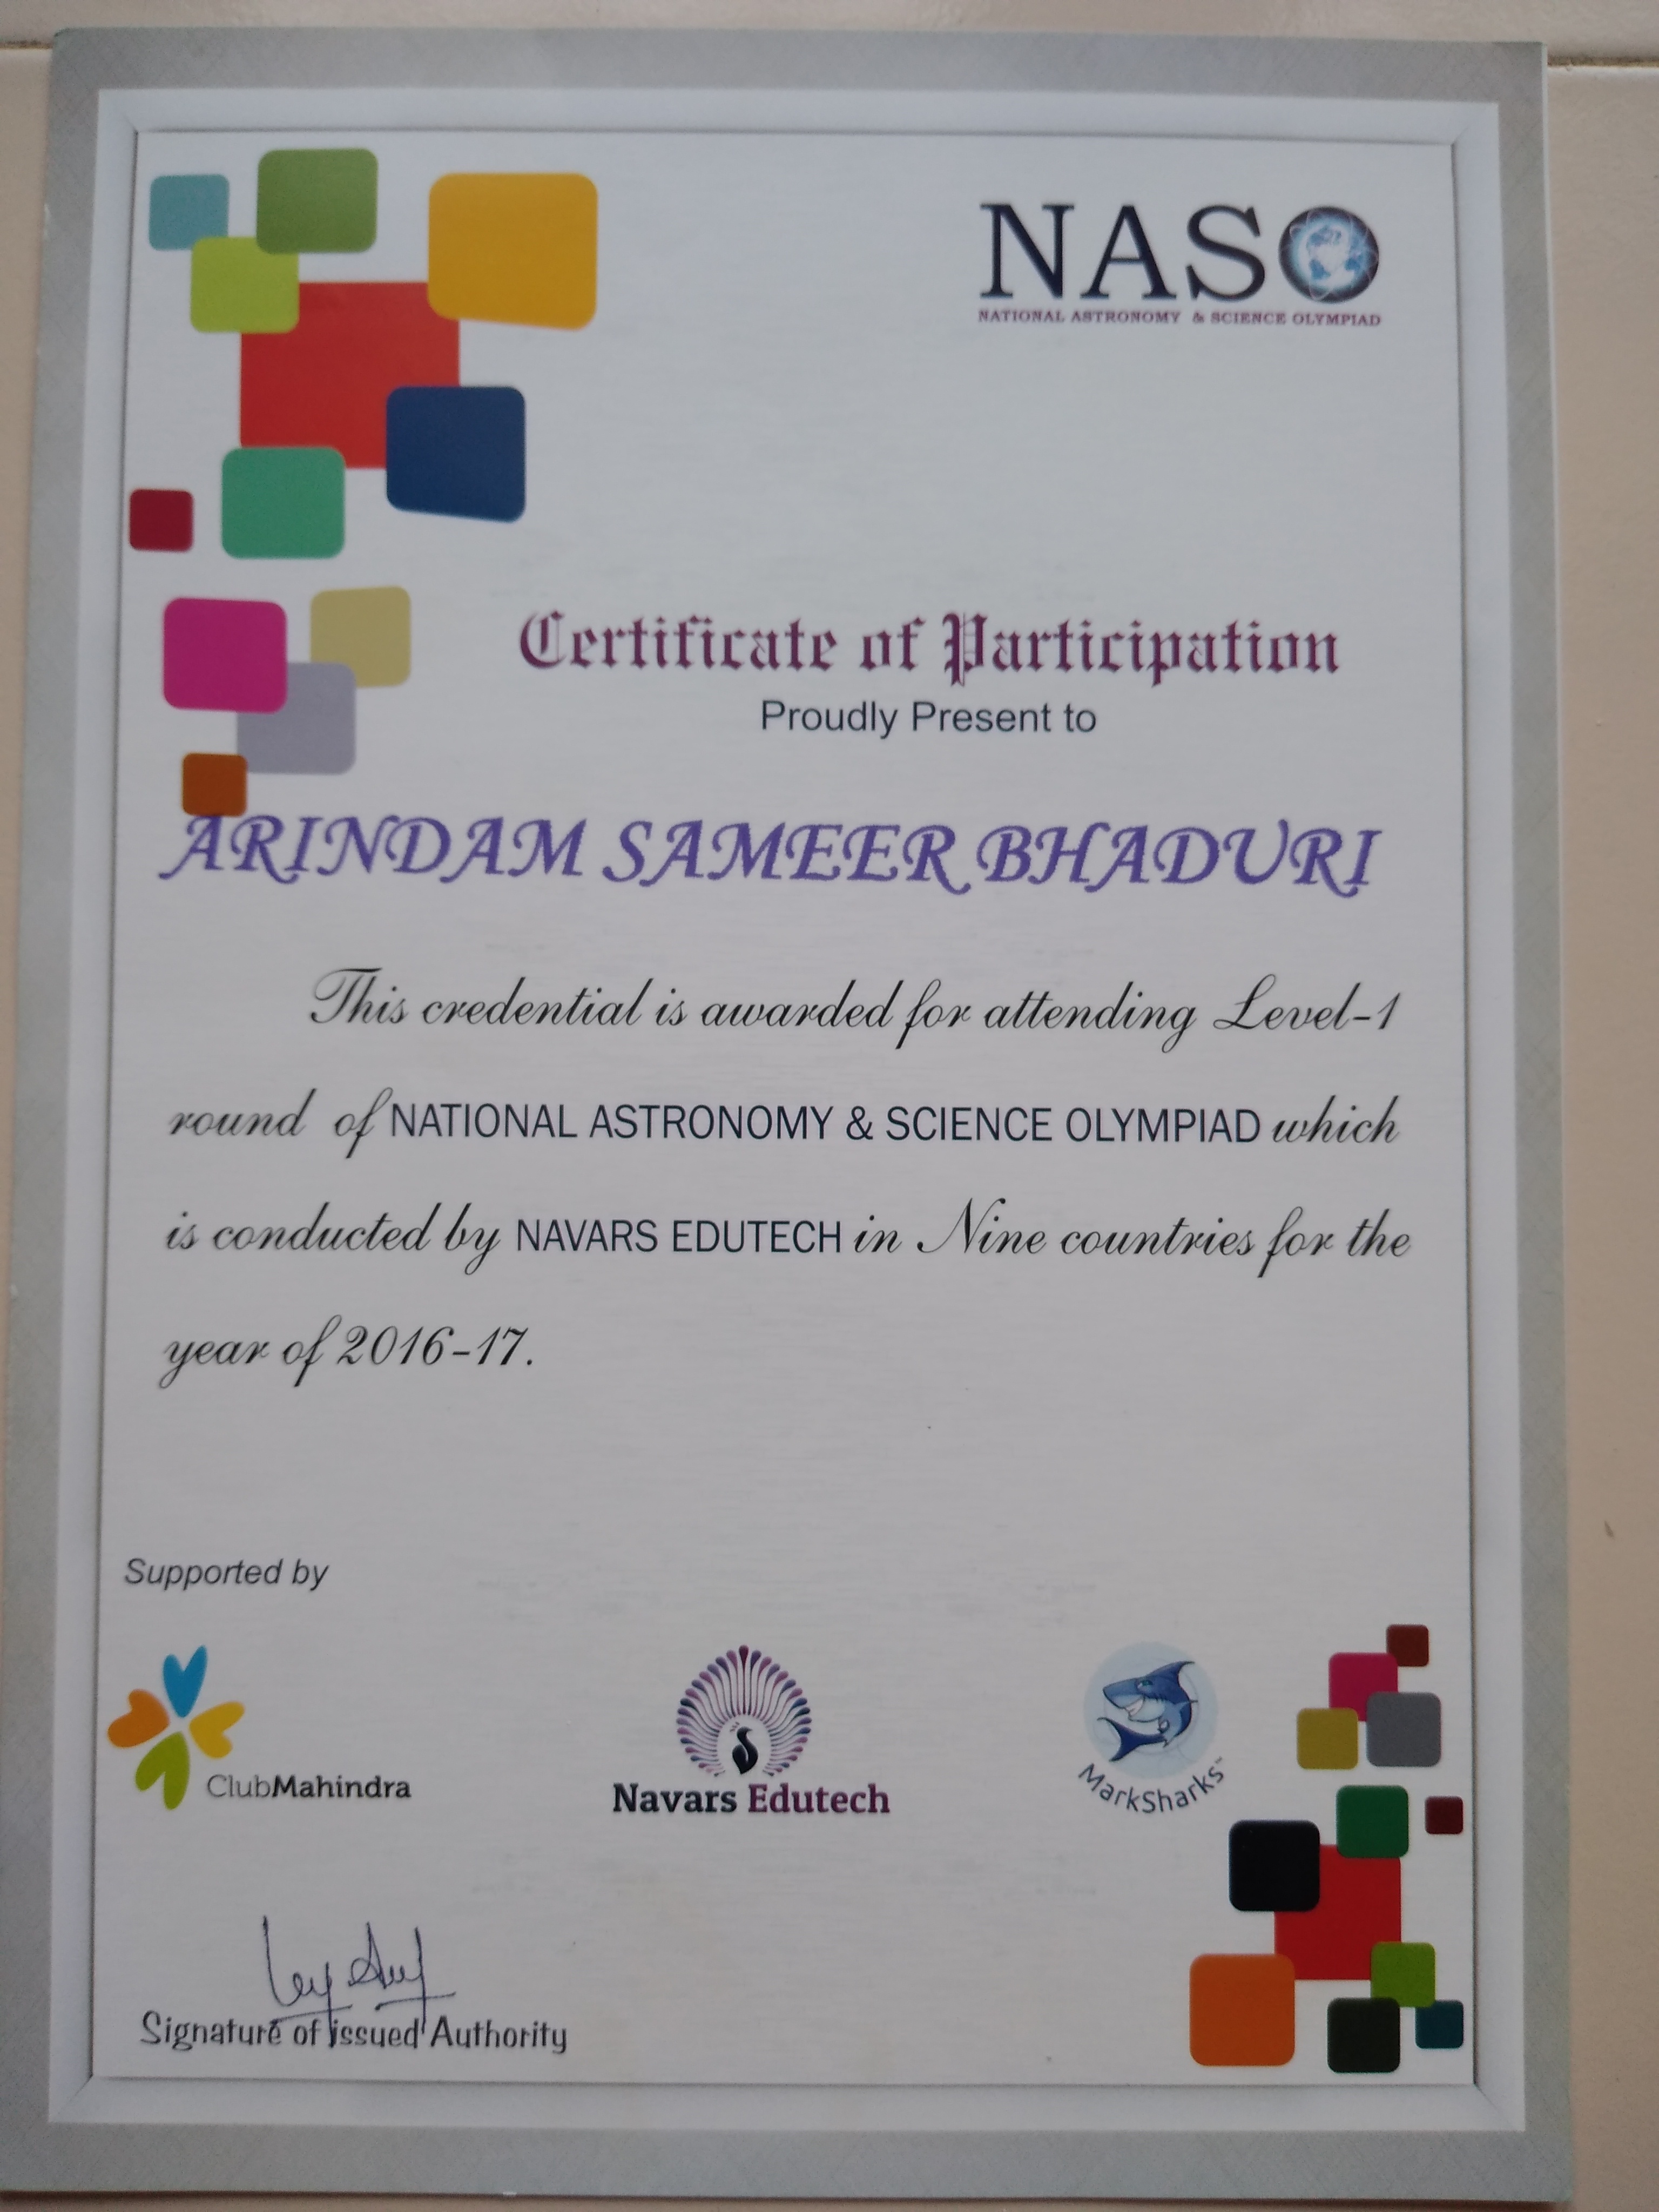 NASO
NATIONAL ASTRONOMY & SCIENCE OLYMPIAD
Certificate of Participation
Proudly Present to
ARINDAM SAMEER BHADURI
This credential is awarded for attending Level-1
round of NATIONAL ASTRONOMY & SCIENCE OLYMPIAD which
is conducted by NAVARS EDUTECH in Nine countries for the
year of 2016-17.
Supported by
ClubMahindra
Navars Edutech
MarkSharks™
Signature of issued Authority